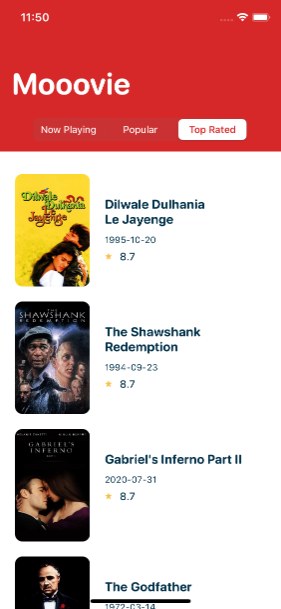 11:50
Mooovie
Now Playing
Popular
Top Rated
Dilwale
Dulhania
Le
Jayenge
Dilwale Dulhania
Le Jayenge
1995-10-20
8.7
THE
SHAWSHANK
REDEMPTION
The Shawshank
Redemption
1994-09-23
8.7
GABRIEL'S
INFERNO
Gabriel's Inferno Part II
2020-07-31
8.7
The Godfather
1972-03-14